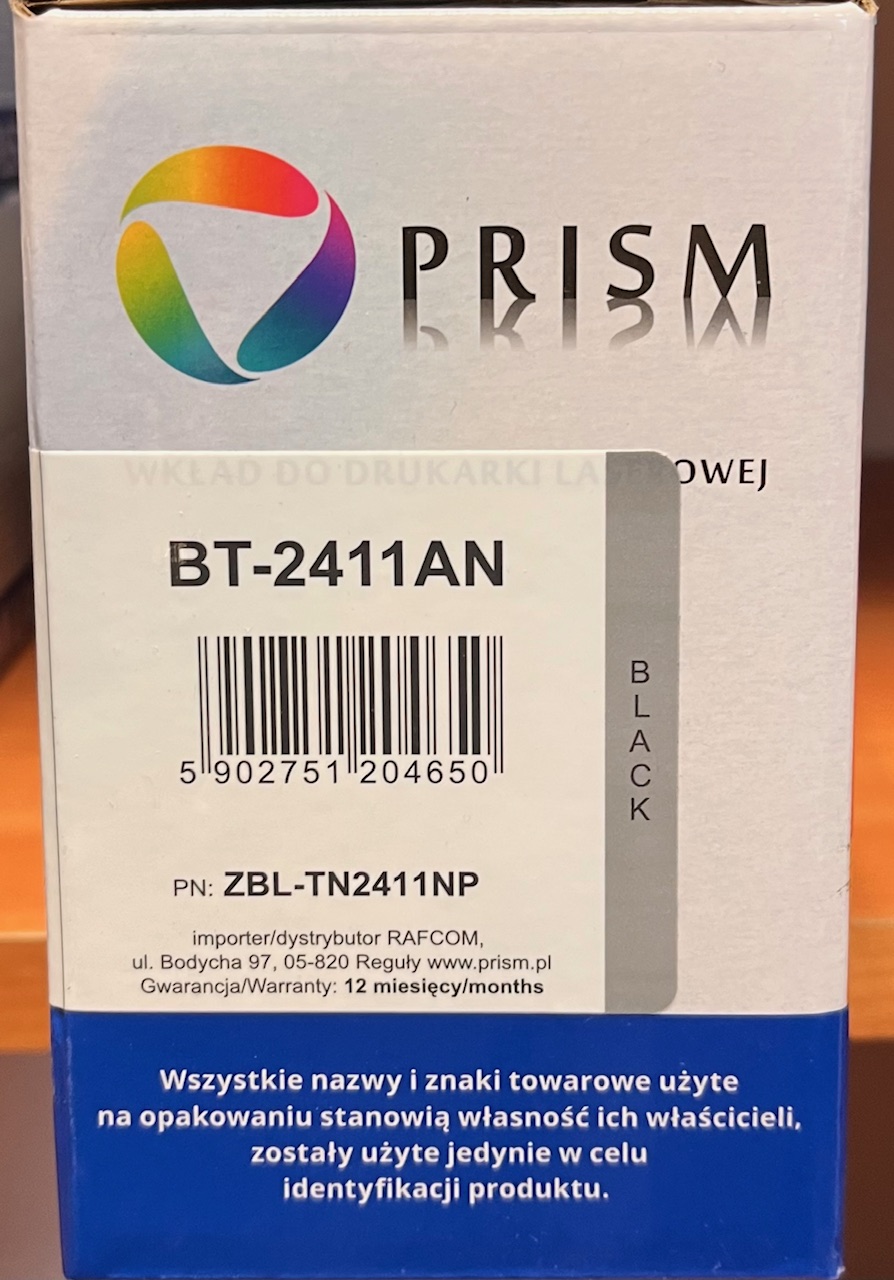 PRISM
WKŁAD DO DRUKARKI LASEROWEJ
BT-2411AN
5 902751 204650
BLACK
PN: ZBL-TN2411NP
importer/dystrybutor RAFCOM,
ul. Bodycha 97, 05-820 Reguły www.prism.pl
Gwarancja/Warranty: 12 miesięcy/months
Wszystkie nazwy i znaki towarowe użyte
na opakowaniu stanowią własność ich właścicieli,
zostały użyte jedynie w celu
identyfikacji produktu.